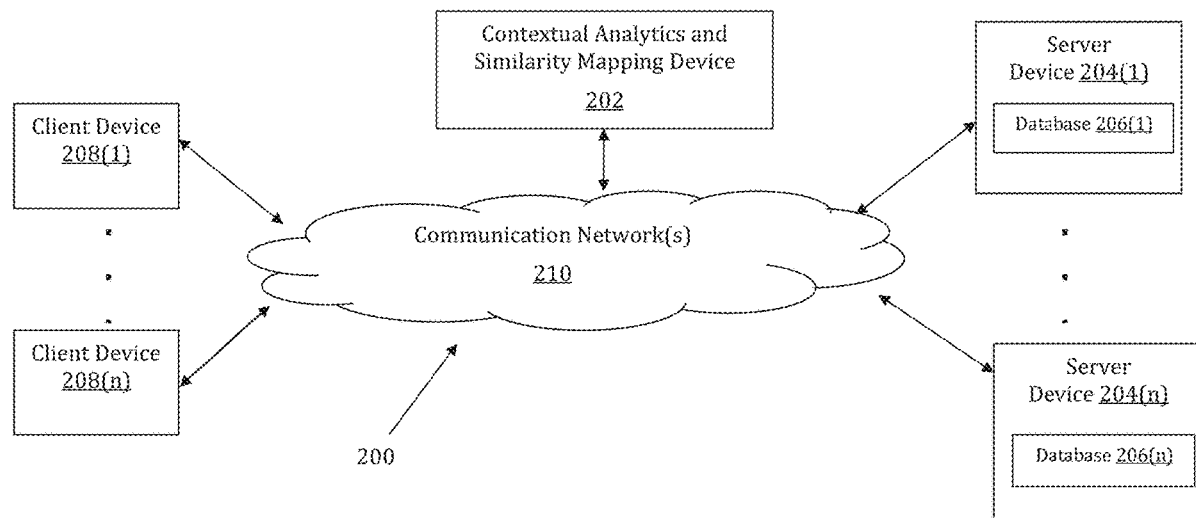 Contextual Analytics and
Similarity Mapping Device
202
Server
Device 204(1)
Database 206(1)
Client Device
208(1)
Communication Network(s)
210
Client Device
208(n)
Server
Device 204(n)
Database 206(n)
200